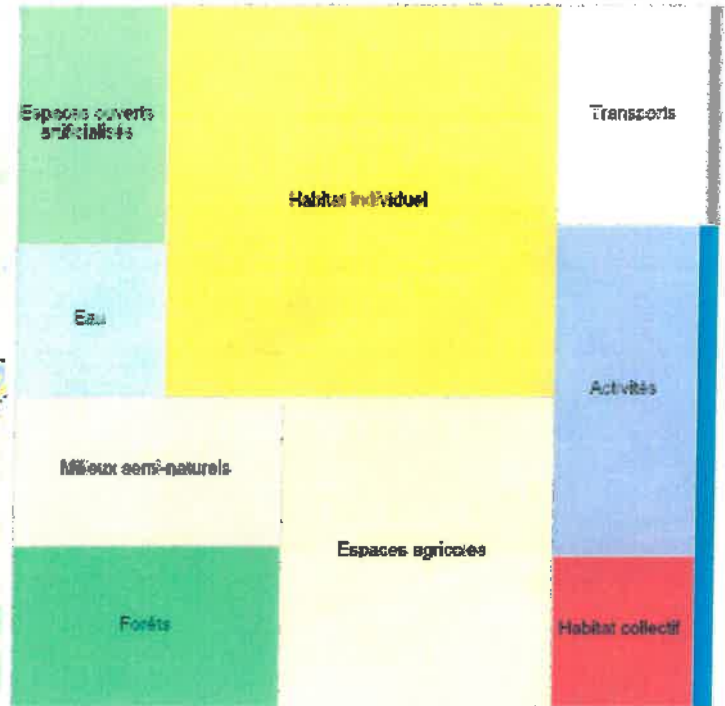 Espaces ouverts
artificialisés
Habitat individuel
Transports
Eau
Activités
Milieux semi-naturels
Espaces agricoles
Forêts
Habitat collectif